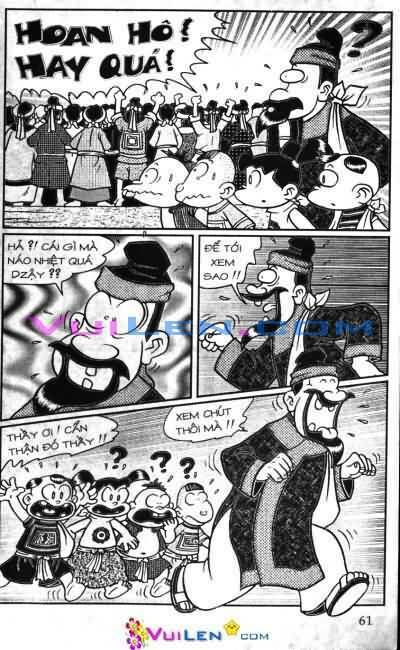 HOAN HÔ!
HAY QUÁ!
?
HẢ?! CÁI GÌ MÀ
NÁO NHIỆT QUÁ
DZẬY??
ĐỂ TỚI
XEM
SAO!!
VuiLen.com
THẦY ƠI! CẨN
THẬN ĐÓ THẦY!!
XEM CHÚT
THÔI MÀ!
? ? ? ?
61
VuiLen.com